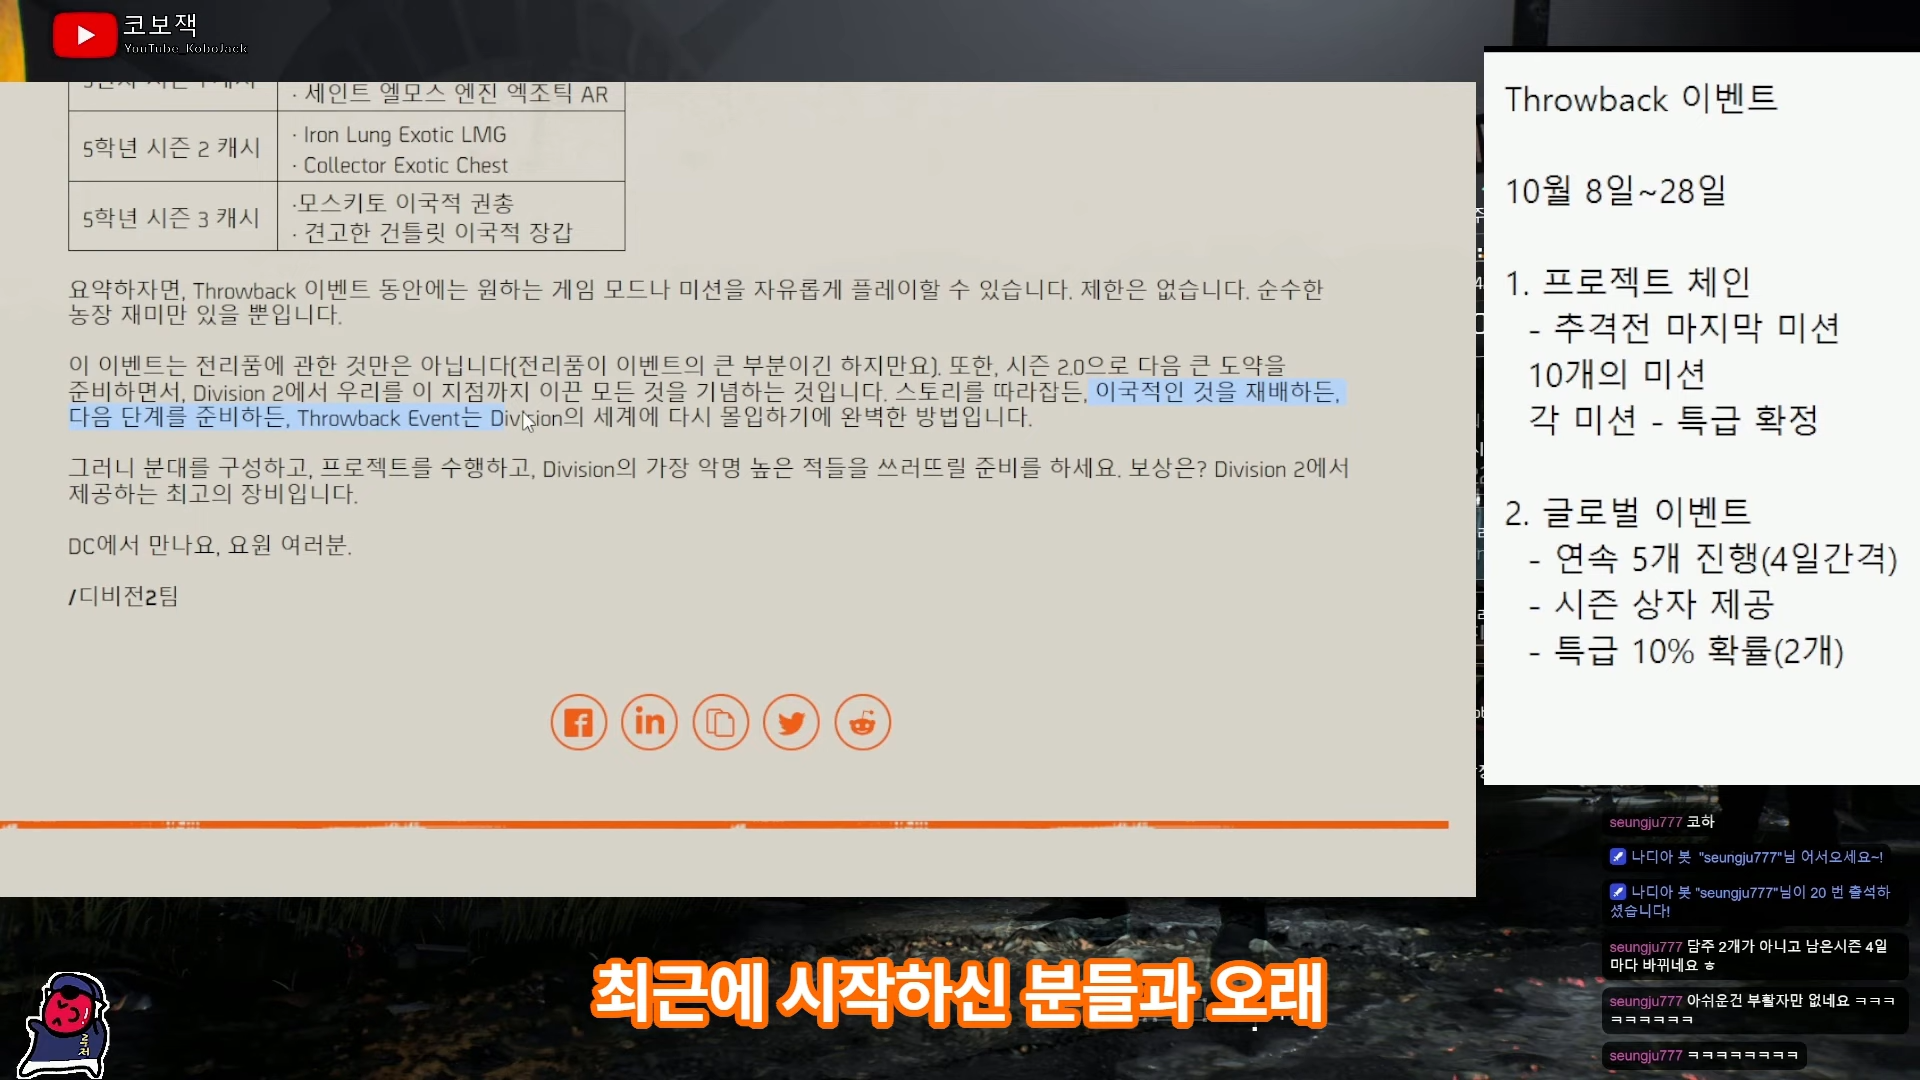 코보잭
YouTube_KoboJack
· 세인트 엘모스 엔진 엑조틱 AR
5학년 시즌 2 캐시
· Iron Lung Exotic LMG
· Collector Exotic Chest
5학년 시즌 3 캐시
·모스키토 이국적 권총
· 견고한 건틀릿 이국적 장갑
요약하자면, Throwback 이벤트 동안에는 원하는 게임 모드나 미션을 자유롭게 플레이할 수 있습니다. 제한은 없습니다. 순수한
농장 재미만 있을 뿐입니다.
이 이벤트는 전리품에 관한 것만은 아닙니다(전리품이 이벤트의 큰 부분이긴 하지만요). 또한, 시즌 2.0으로 다음 큰 도약을
준비하면서, Division 2에서 우리를 이 지점까지 이끈 모든 것을 기념하는 것입니다. 스토리를 따라잡든, 이국적인 것을 재배하든,
다음 단계를 준비하든, Throwback Event는 Division의 세계에 다시 몰입하기에 완벽한 방법입니다.
그러니 분대를 구성하고, 프로젝트를 수행하고, Division의 가장 악명 높은 적들을 쓰러뜨릴 준비를 하세요. 보상은? Division 2에서
제공하는 최고의 장비입니다.
DC에서 만나요, 요원 여러분.
/디비전2팀
Throwback 이벤트
10월 8일~28일
1. 프로젝트 체인
- 추격전 마지막 미션
10개의 미션
각 미션 - 특급 확정
2. 글로벌 이벤트
- 연속 5개 진행(4일간격)
- 시즌 상자 제공
- 특급 10% 확률(2개)
seungju777 코하
나디아 봇 "seungju777"님 어서오세요~!
나디아 봇 "seungju777"님이 20 번 출석하
셨습니다!
seungju777 담주 2개가 아니고 남은시즌 4일
마다 바뀌네요 ㅎ
seungju777 아쉬운건 부활자만 없네요 ㅋㅋㅋ
ㅋㅋㅋㅋㅋㅋ
seungju777 ㅋㅋㅋㅋㅋㅋㅋㅋ
최근에 시작하신 분들과 오래
루저